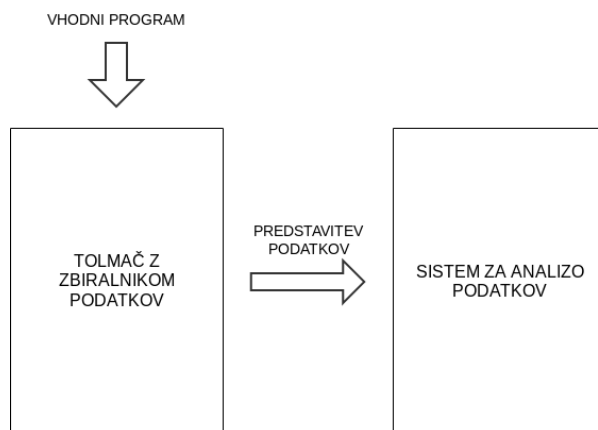 VHODNI PROGRAM
PREDSTAVITEV
PODATKOV
TOLMAČ Z
ZBIRALNIKOM
PODATKOV
SISTEM ZA ANALIZO
PODATKOV